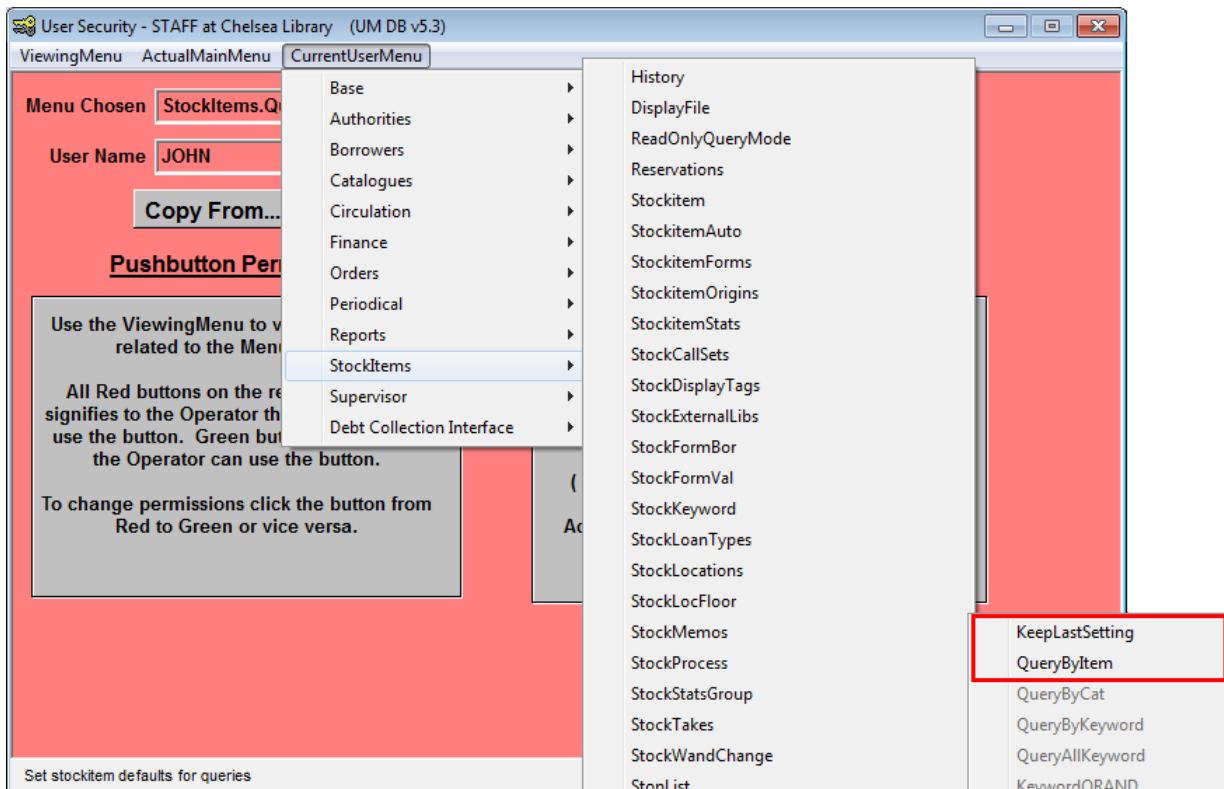 User Security - STAFF at Chelsea Library (UM DB v5.3)
ViewingMenu ActualMainMenu CurrentUserMenu
Menu Chosen StockItems.Q
User Name JOHN
Copy From...
Pushbutton Per
Use the ViewingMenu to v
related to the Men
All Red buttons on the re
signifies to the Operator th
use the button. Green but
the Operator can use the button.
To change permissions click the button from
Red to Green or vice versa.
(
Ac
Base
Authorities
Borrowers
Catalogues
Circulation
Finance
Orders
Periodical
Reports
StockItems
Supervisor
Debt Collection Interface
History
DisplayFile
ReadOnlyQueryMode
Reservations
Stockitem
StockitemAuto
StockitemForms
StockitemOrigins
StockitemStats
StockCallSets
StockDisplayTags
StockExternalLibs
StockFormBor
StockFormVal
StockKeyword
StockLoanTypes
StockLocations
StockLocFloor
StockMemos
StockProcess
StockStatsGroup
StockTakes
StockWandChange
StopList
KeepLastSetting
QueryByItem
QueryByCat
QueryByKeyword
QueryAllKeyword
KeywordORAND
Set stockitem defaults for queries